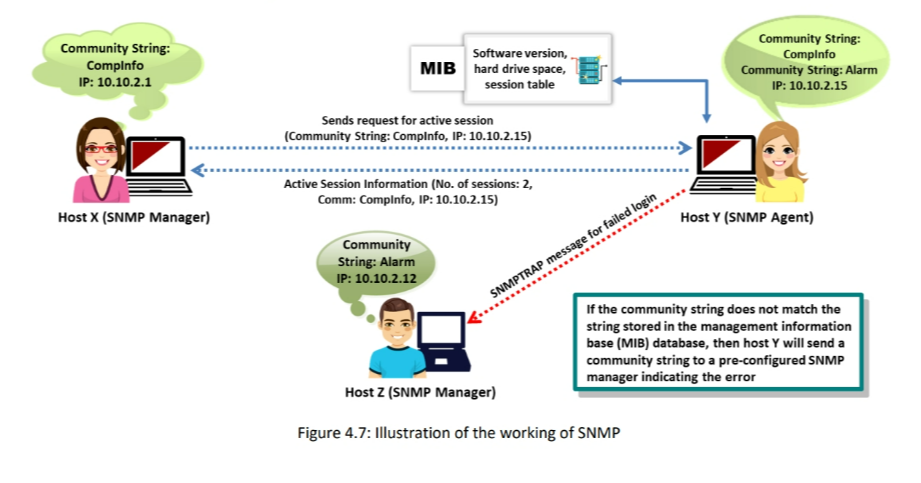 Community String:
CompInfo
IP: 10.10.2.1
MIB
Software version,
hard drive space,
session table
Community String:
CompInfo
Community String: Alarm
IP: 10.10.2.15
Sends request for active session
(Community String: CompInfo, IP: 10.10.2.15)
Active Session Information (No. of sessions: 2,
Comm: CompInfo, IP: 10.10.2.15)
Host X (SNMP Manager)
Host Y (SNMP Agent)
SNMPTRAP message for failed login
Community
String: Alarm
IP: 10.10.2.12
Host Z (SNMP Manager)
If the community string does not match the
string stored in the management information
base (MIB) database, then host Y will send a
community string to a pre-configured SNMP
manager indicating the error
Figure 4.7: Illustration of the working of SNMP